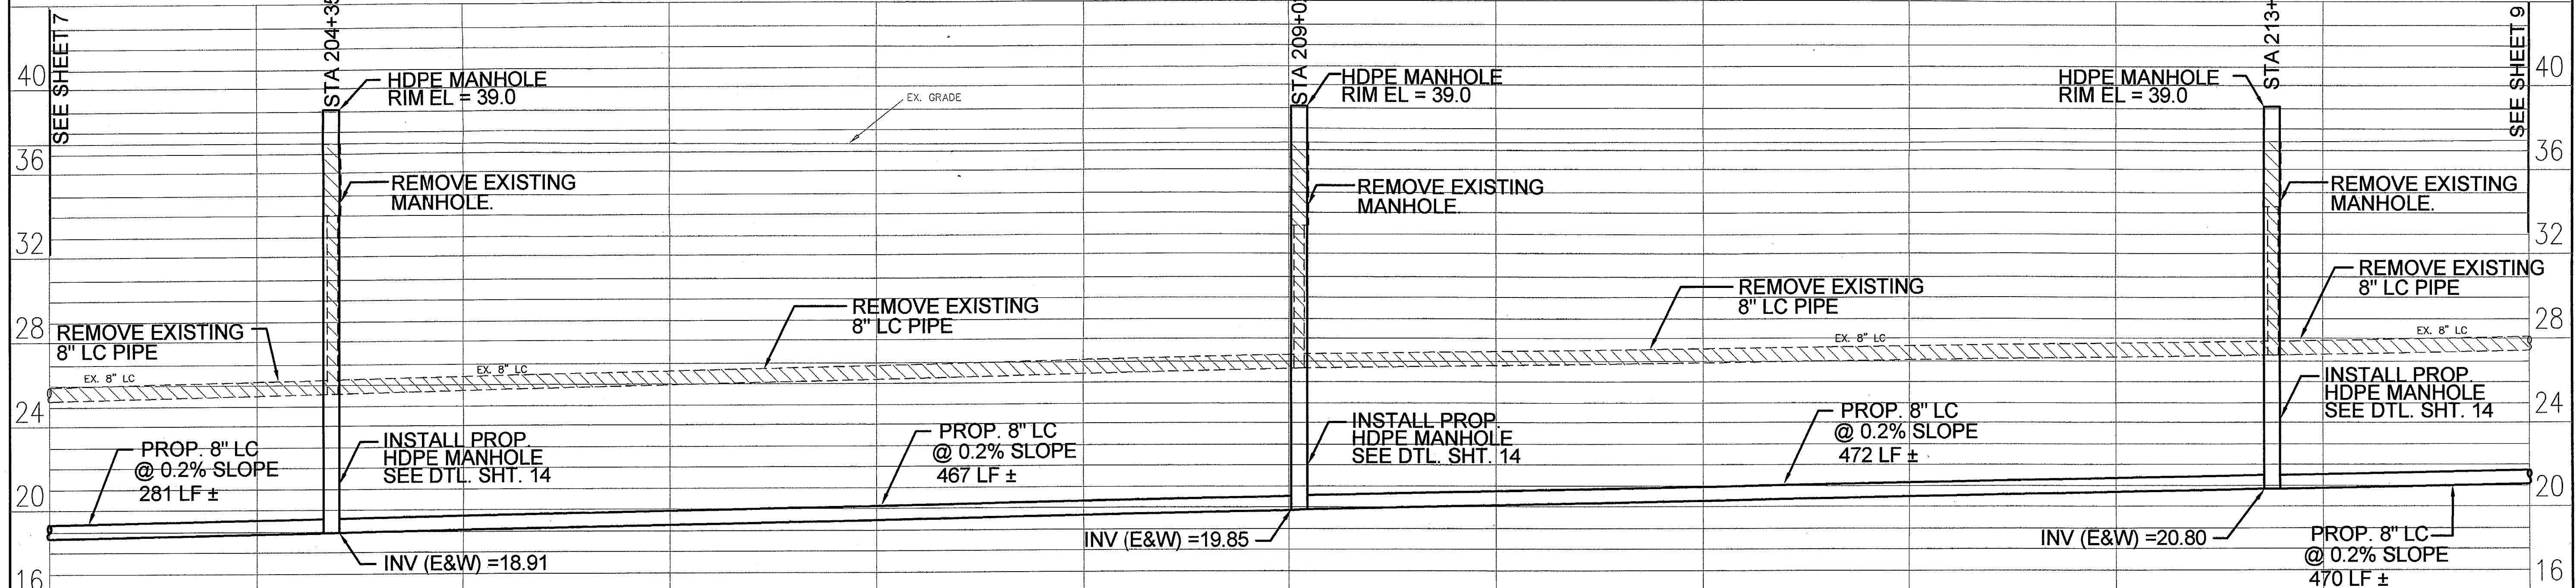 SEE SHEET 7
STA 204+35
STA 209+0
STA 213+
SEE SHEET 9
40
HDPE MANHOLE
RIM EL = 39.0
EX. GRADE
HDPE MANHOLE
RIM EL = 39.0
HDPE MANHOLE
RIM EL = 39.0
40
36
36
REMOVE EXISTING
MANHOLE.
REMOVE EXISTING
MANHOLE.
REMOVE EXISTING
MANHOLE.
32
32
REMOVE EXISTING
8" LC PIPE
REMOVE EXISTING
8" LC PIPE
REMOVE EXISTING
8" LC PIPE
REMOVE EXISTING
8" LC PIPE
28
28
EX. 8" LC
EX. 8" LC
EX. 8" LC
EX. 8" LC
24
24
PROP. 8" LC
@ 0.2% SLOPE
281 LF ±
INSTALL PROP.
HDPE MANHOLE
SEE DTL. SHT. 14
PROP. 8" LC
@ 0.2% SLOPE
467 LF ±
INSTALL PROP.
HDPE MANHOLE
SEE DTL. SHT. 14
PROP. 8" LC
@ 0.2% SLOPE
472 LF ±
INSTALL PROP.
HDPE MANHOLE
SEE DTL. SHT. 14
20
20
INV (E&W) =18.91
INV (E&W) =19.85
INV (E&W) =20.80
PROP. 8" LC
@ 0.2% SLOPE
470 LF ±
16
16